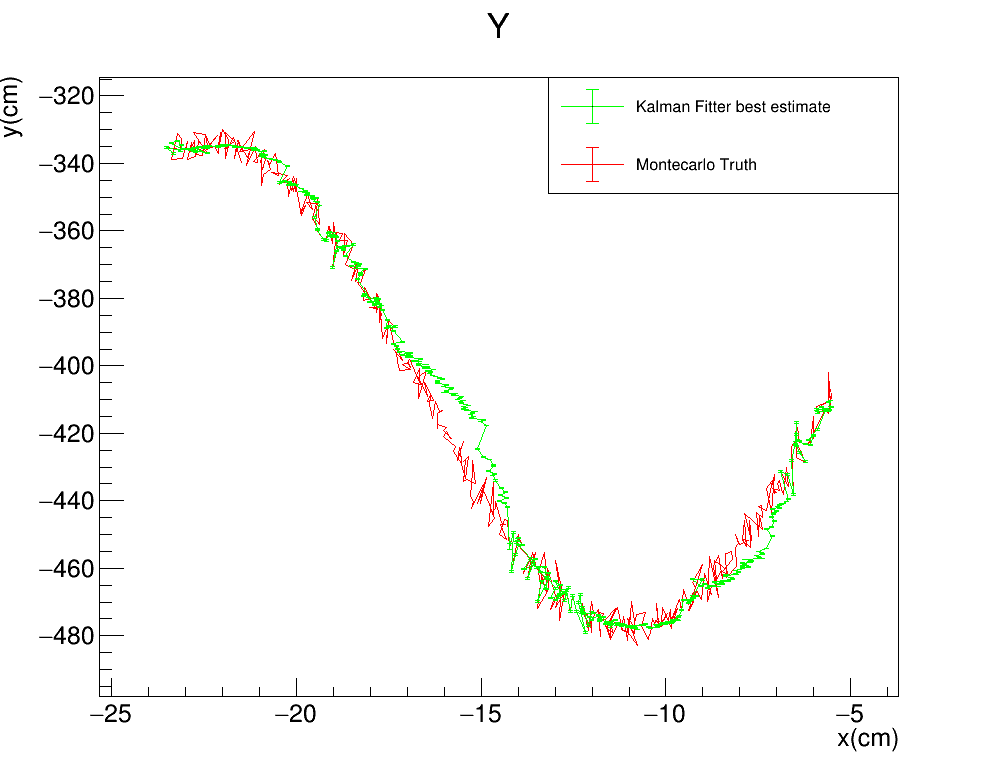 Y
y(cm)
Kalman Fitter best estimate
Montecarlo Truth
−320
−340
−360
−380
−400
−420
−440
−460
−480
−25 −20 −15 −10 −5
x(cm)